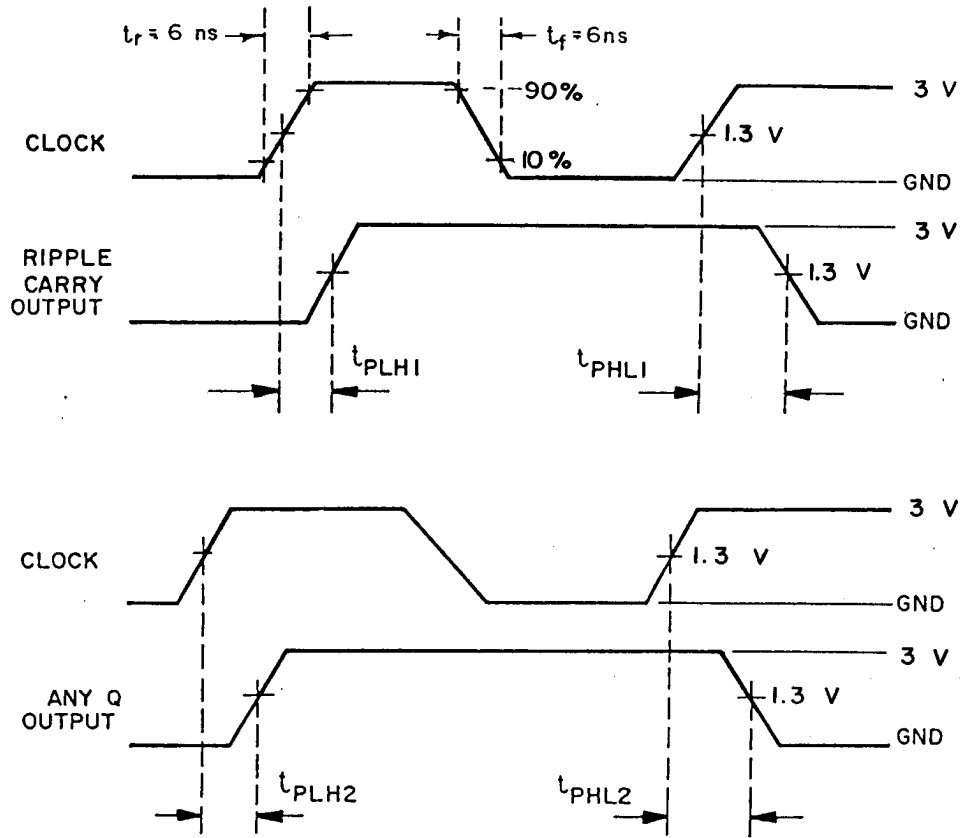 tr = 6 ns
tf = 6ns
90%
3 V
CLOCK
1.3 V
10%
GND
3 V
RIPPLE
CARRY
OUTPUT
1.3 V
GND
tPLH1
tPHL1
3 V
CLOCK
1.3 V
GND
3 V
ANY Q
OUTPUT
1.3 V
GND
tPLH2
tPHL2